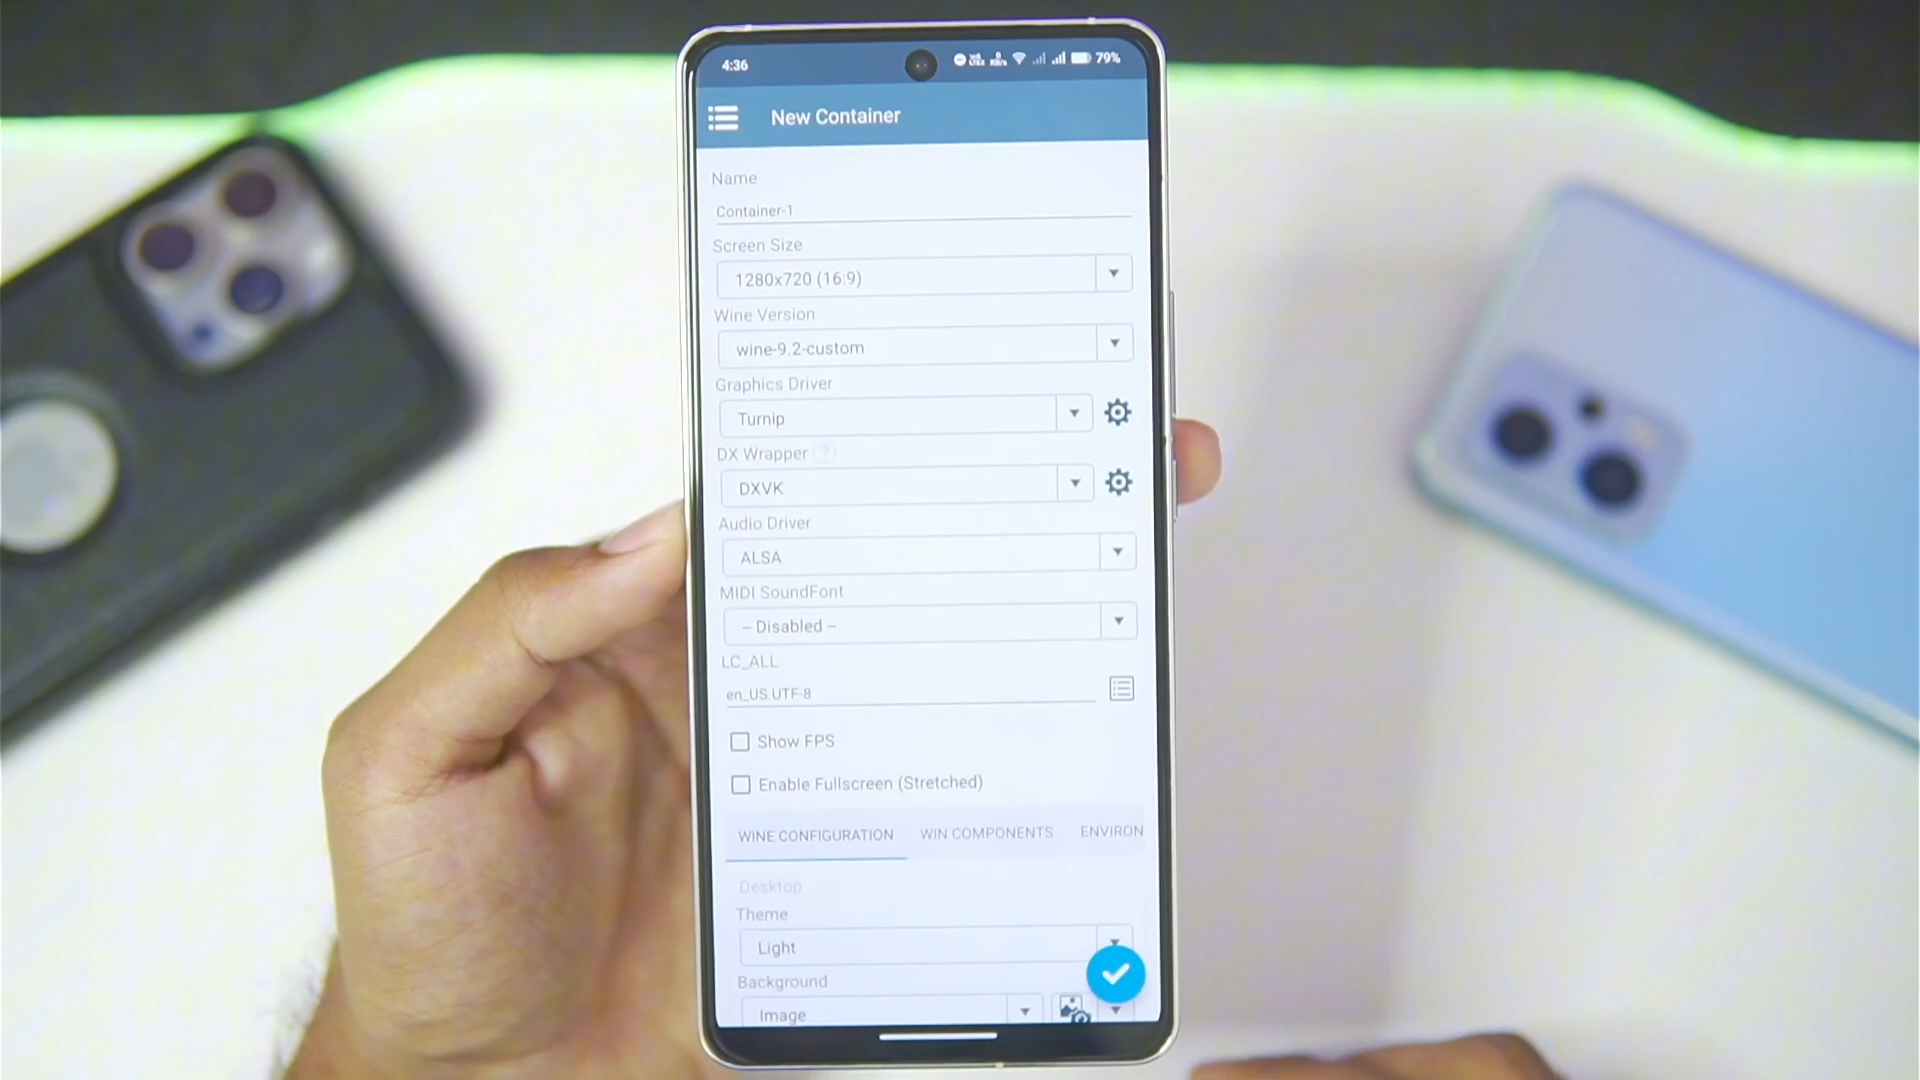 4:36
79%
New Container
Name
Container-1
Screen Size
1280x720 (16:9)
Wine Version
wine-9.2-custom
Graphics Driver
Turnip
DX Wrapper ?
DXVK
Audio Driver
ALSA
MIDI SoundFont
-- Disabled --
LC_ALL
en_US.UTF-8
Show FPS
Enable Fullscreen (Stretched)
WINE CONFIGURATION WIN COMPONENTS ENVIRON
Desktop
Theme
Light
Background
Image